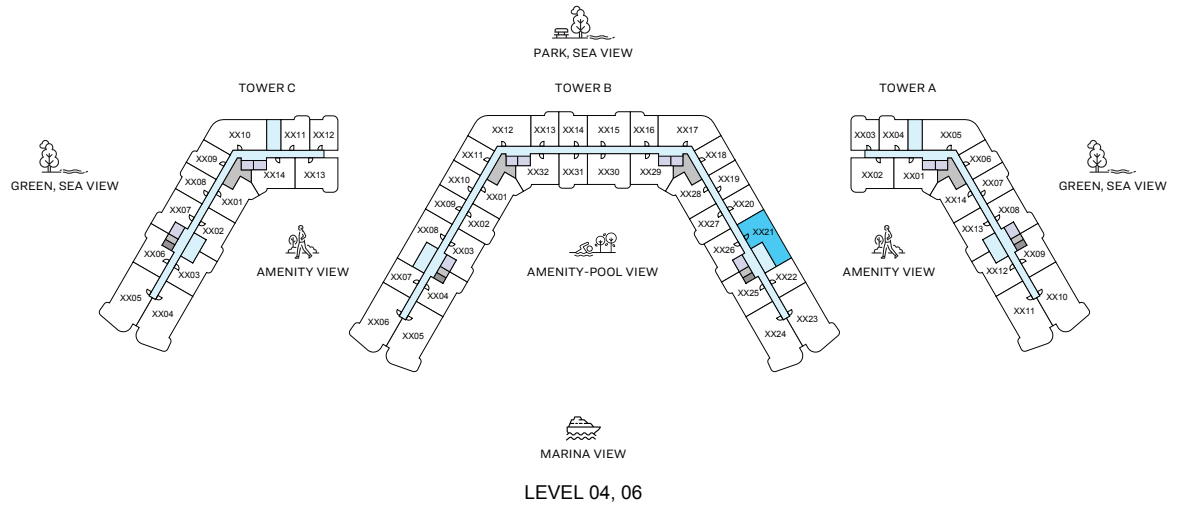 PARK, SEA VIEW
TOWER C
TOWER B
TOWER A
GREEN, SEA VIEW
GREEN, SEA VIEW
XX10
XX11
XX12
XX09
XX08
XX14
XX13
XX07
XX01
XX06
XX02
XX03
XX05
XX04
AMENITY VIEW
XX12
XX13
XX14
XX15
XX16
XX17
XX11
XX32
XX31
XX30
XX29
XX18
XX10
XX01
XX28
XX19
XX09
XX02
XX27
XX20
XX08
XX03
XX26
XX21
XX07
XX04
XX25
XX22
XX06
XX05
XX24
XX23
AMENITY-POOL VIEW
AMENITY VIEW
XX03
XX04
XX05
XX02
XX01
XX06
XX14
XX07
XX13
XX08
XX12
XX09
XX11
XX10
MARINA VIEW
LEVEL 04, 06